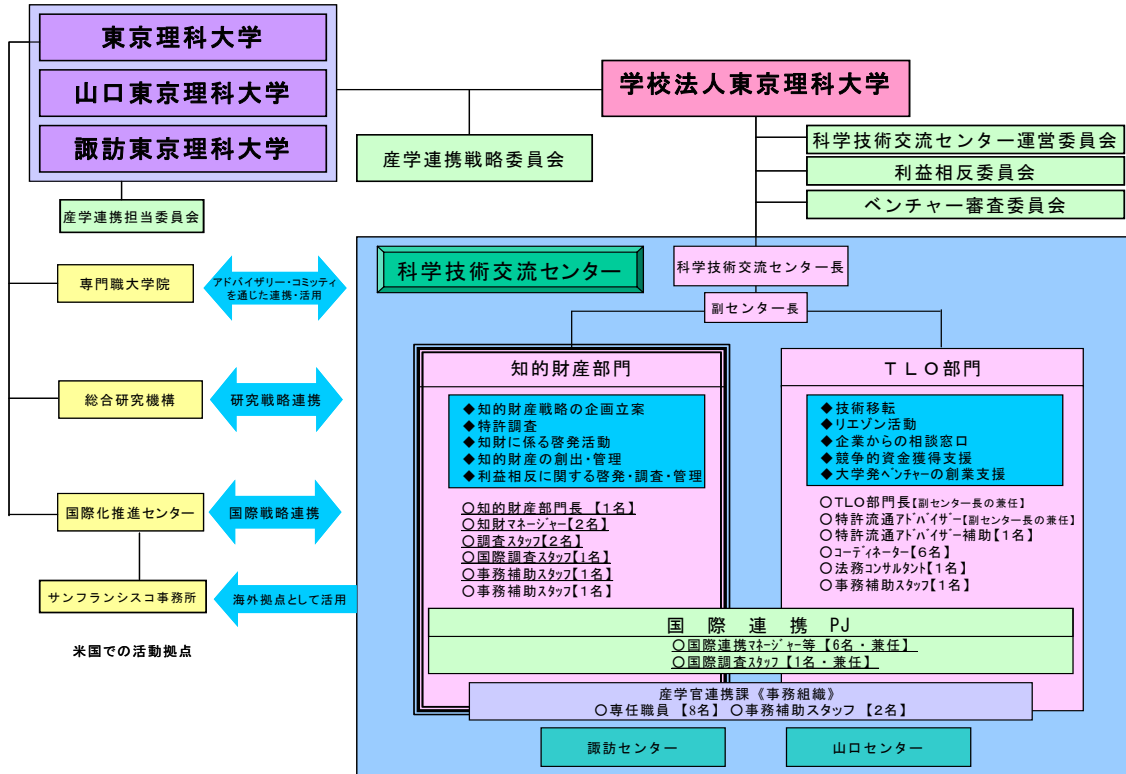 東京理科大学
山口東京理科大学
諏訪東京理科大学
学校法人東京理科大学
産学連携戦略委員会
科学技術交流センター運営委員会
利益相反委員会
ベンチャー審査委員会
産学連携担当委員会
専門職大学院
アドバイザリー・コミッティ
を通じた連携・活用
科学技術交流センター
科学技術交流センター長
副センター長
総合研究機構
研究戦略連携
国際化推進センター
国際戦略連携
サンフランシスコ事務所
海外拠点として活用
米国での活動拠点
知的財産部門
◆知的財産戦略の企画立案
◆特許調査
◆知財に係る啓発活動
◆知的財産の創出・管理
◆利益相反に関する啓発・調査・管理
○知的財産部門長【1名】
○知財マネージャー【2名】
○調査スタッフ【2名】
○国際調査スタッフ【1名】
○事務補助スタッフ【1名】
○事務補助スタッフ【1名】
TLO部門
◆技術移転
◆リエゾン活動
◆企業からの相談窓口
◆競争的資金獲得支援
◆大学発ベンチャーの創業支援
○TLO部門長【副センター長の兼任】
○特許流通アドバイザー【副センター長の兼任】
○特許流通アドバイザー補助【1名】
○コーディネーター【6名】
○法務コンサルタント【1名】
○事務補助スタッフ【1名】
国際連携PJ
○国際連携マネージャー等【6名・兼任】
○国際調査スタッフ【1名・兼任】
産学官連携課《事務組織》
○専任職員【8名】 ○事務補助スタッフ【2名】
諏訪センター
山口センター